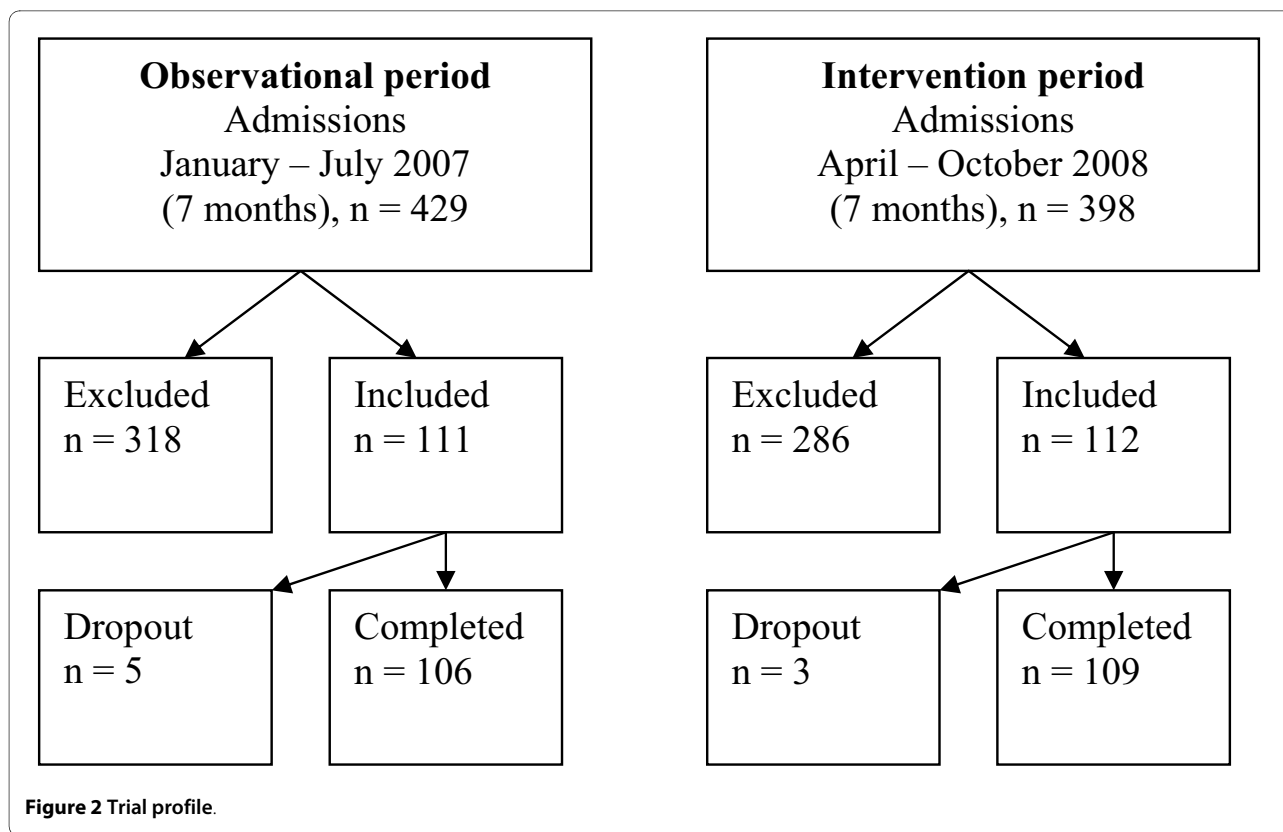 Observational period
Admissions
January – July 2007
(7 months), n = 429
Excluded
n = 318
Included
n = 111
Dropout
n = 5
Completed
n = 106
Intervention period
Admissions
April – October 2008
(7 months), n = 398
Excluded
n = 286
Included
n = 112
Dropout
n = 3
Completed
n = 109
Figure 2 Trial profile.